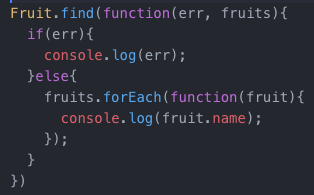 Fruit.find(function(err, fruits){
  if(err){
    console.log(err);
  }else{
    fruits.forEach(function(fruit){
      console.log(fruit.name);
    });
  }
})